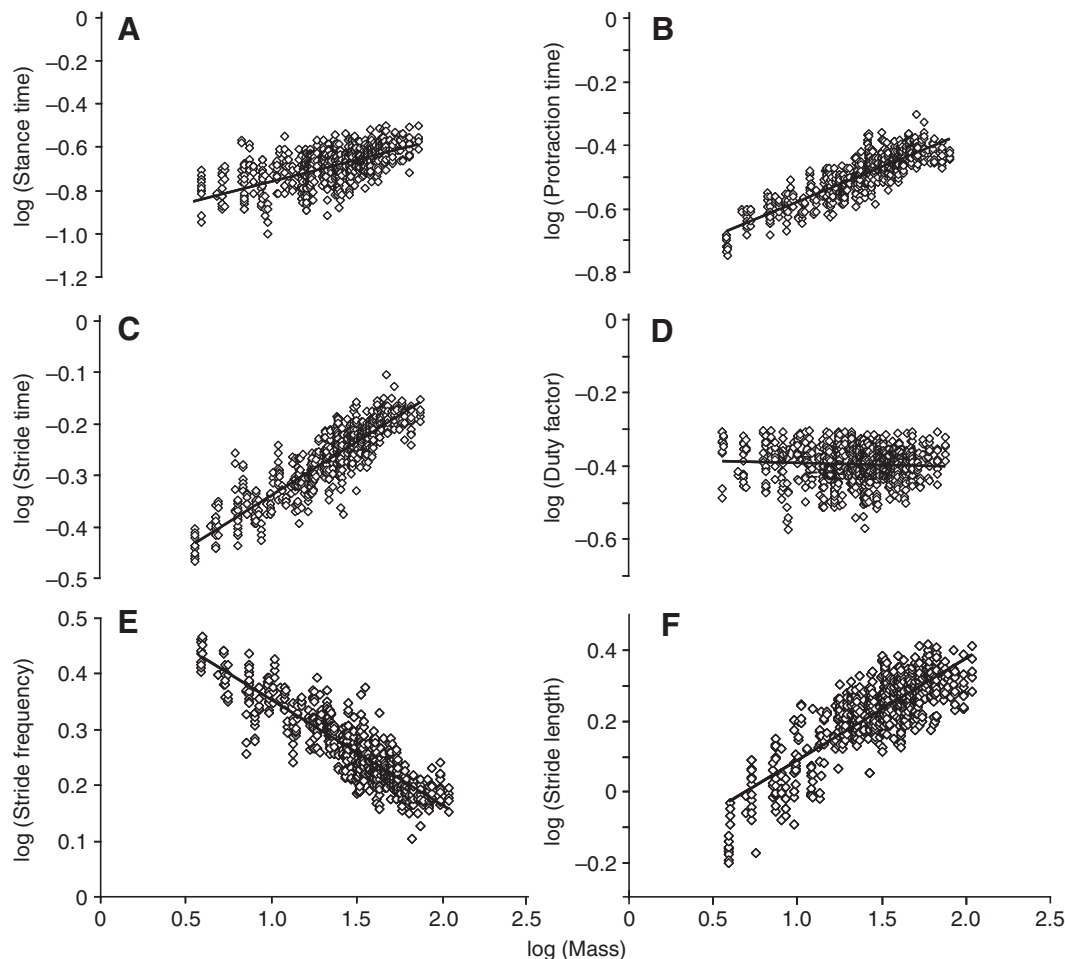 A
0
–0.2
–0.4
–0.6
–0.8
–1.0
–1.2
log (Stance time)
B
0
–0.2
–0.4
–0.6
–0.8
log (Protraction time)
C
0
–0.1
–0.2
–0.3
–0.4
–0.5
log (Stride time)
D
0
–0.2
–0.4
–0.6
log (Duty factor)
E
0.5
0.4
0.3
0.2
0.1
0
log (Stride frequency)
0 0.5 1.0 1.5 2.0 2.5
F
0.4
0.2
0
–0.2
log (Stride length)
0 0.5 1.0 1.5 2.0 2.5
log (Mass)